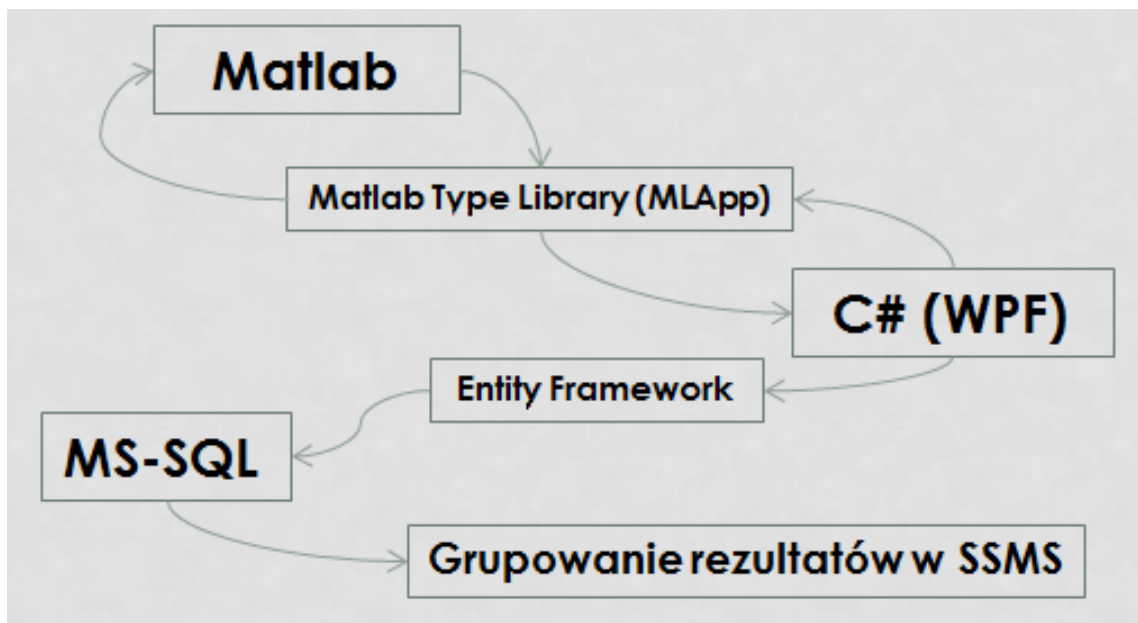 Matlab
Matlab Type Library (MLApp)
C# (WPF)
Entity Framework
MS-SQL
Grupowanie rezultatów w SSMS